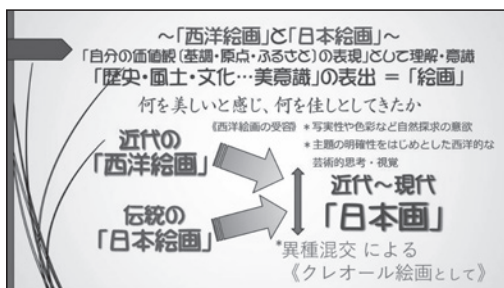 ～「西洋絵画」と「日本絵画」～
「自分の価値観〔基調・原点・ふるさと〕の表現」として理解・意識
「歴史・風土・文化…美意識」の表出 ＝「絵画」
何を美しいと感じ、何を佳しとしてきたか
《西洋絵画の受容》 ＊写実性や色彩など自然探求の意欲
＊主題の明確性をはじめとした西洋的な
芸術的思考・視覚
近代の
「西洋絵画」
近代～現代
「日本画」
伝統の
「日本絵画」
*異種混交 による
《クレオール絵画として》